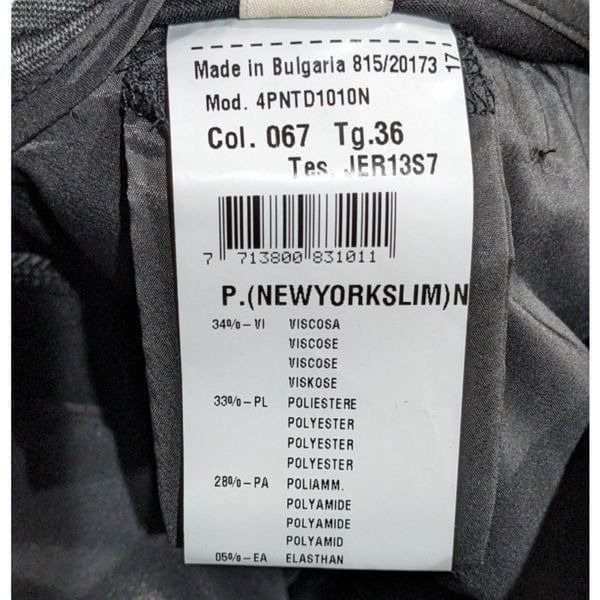 Made in Bulgaria 815/20173 17
Mod. 4PNTD1010N
Col. 067 Tg.36
Tes. JER13S7
7 713800 831011
P.(NEWYORKSLIM)N
34%-VI VISCOSA
VISCOSE
VISCOSE
VISKOSE
33%-PL POLIESTERE
POLYESTER
POLYESTER
POLYESTER
28%-PA POLIAMM.
POLYAMIDE
POLYAMIDE
POLYAMID
05%-EA ELASTHAN